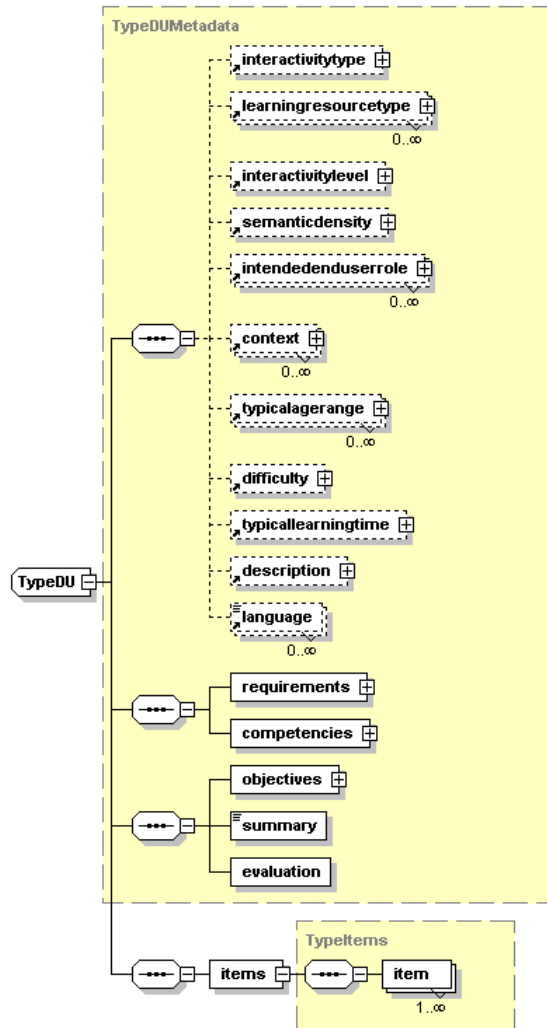 TypeDUMetadata
interactivitytype
learningresourcetype
0..∞
interactivitylevel
semanticdensity
intendedenduserrole
0..∞
context
0..∞
typicalagerange
0..∞
difficulty
typicallearningtime
description
TypeDU
language
0..∞
requirements
competencies
objectives
summary
evaluation
TypeItems
items
item
1..∞